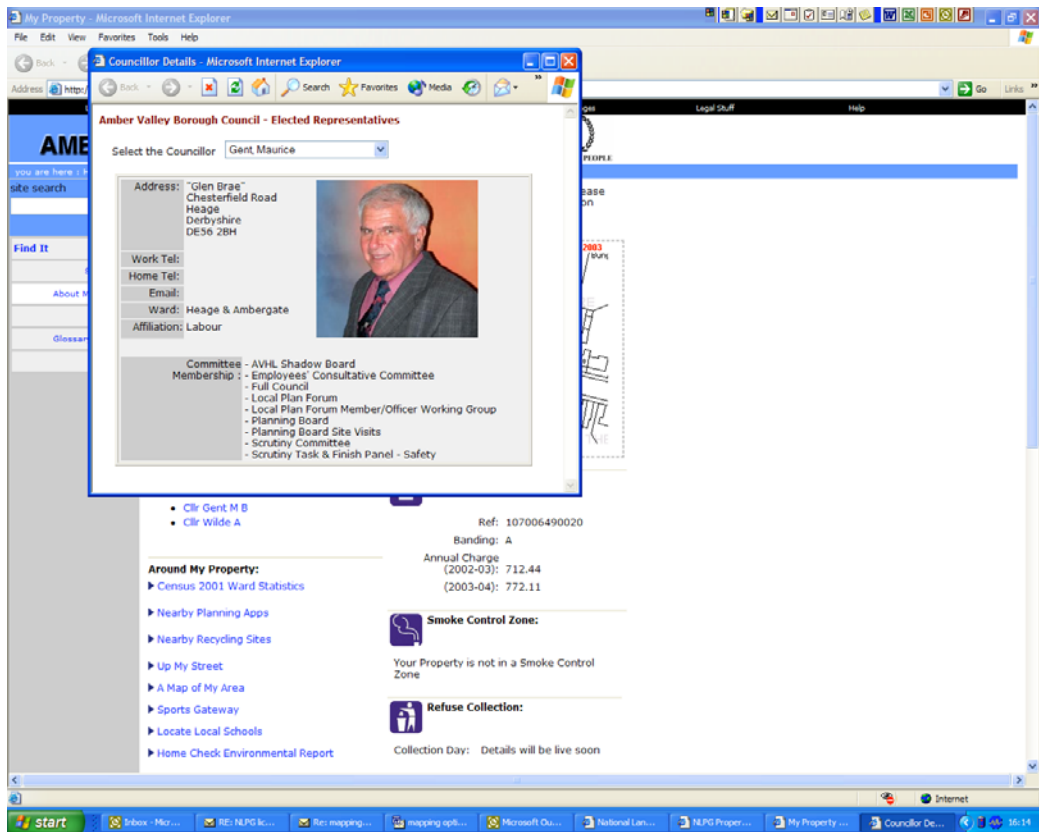 My Property - Microsoft Internet Explorer
File Edit View Favorites Tools Help
Back
Address http:/
Go Links
Legal Stuff Help
AMB
you are here : H
site search
Find It
About M
Glossar
PEOPLE
ease
on
2003
Councillor Details - Microsoft Internet Explorer
Back Search Favorites Media
Amber Valley Borough Council - Elected Representatives
Select the Councillor Gent, Maurice
Address: "Glen Brae"
Chesterfield Road
Heage
Derbyshire
DE56 2BH
Work Tel:
Home Tel:
Email:
Ward: Heage & Ambergate
Affiliation: Labour
Committee Membership : - AVHL Shadow Board
- Employees' Consultative Committee
- Full Council
- Local Plan Forum
- Local Plan Forum Member/Officer Working Group
- Planning Board
- Planning Board Site Visits
- Scrutiny Committee
- Scrutiny Task & Finish Panel - Safety
• Cllr Gent M B
• Cllr Wilde A
Around My Property:
Census 2001 Ward Statistics
Nearby Planning Apps
Nearby Recycling Sites
Up My Street
A Map of My Area
Sports Gateway
Locate Local Schools
Home Check Environmental Report
Ref: 107006490020
Banding: A
Annual Charge
(2002-03): 712.44
(2003-04): 772.11
Smoke Control Zone:
Your Property is not in a Smoke Control
Zone
Refuse Collection:
Collection Day: Details will be live soon
Internet
start Inbox - Micr... RE: NLPG lic... Re: mapping... mapping opti... Microsoft Ou... National Lan... NLPG Proper... My Property ... Councillor De... 16:14